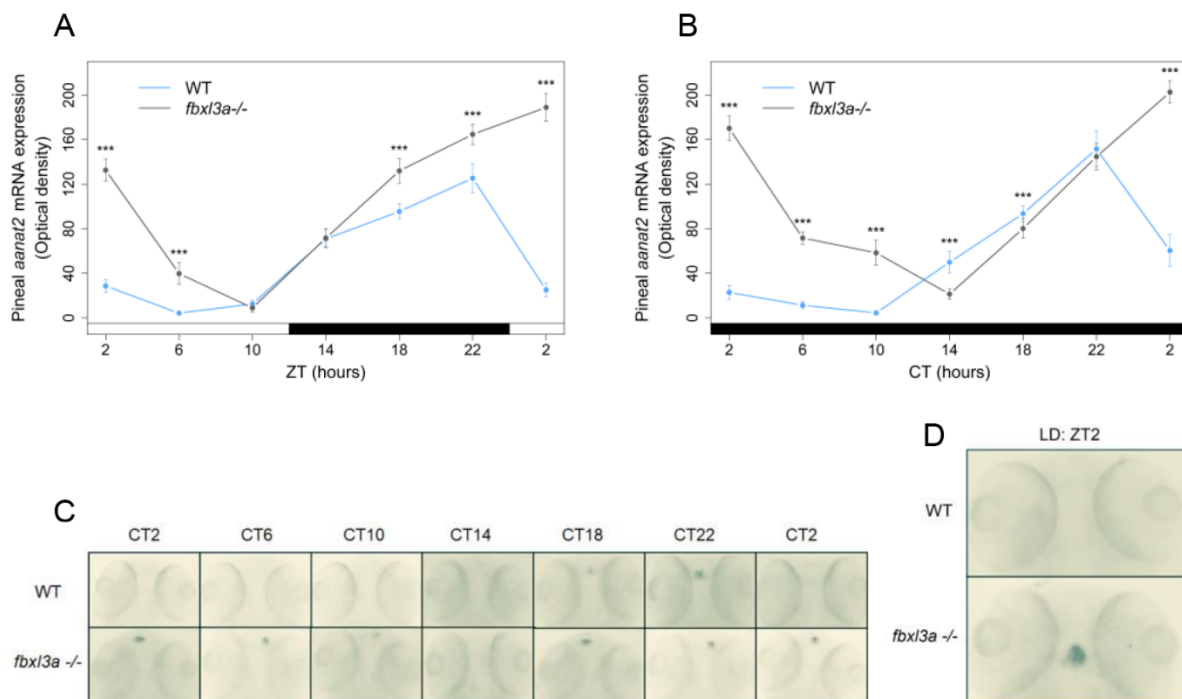 A
Pineal aanat2 mRNA expression
(Optical density)
200
160
120
80
40
0
WT
fbxl3a-/-
***
***
***
***
***
2
6
10
14
18
22
2
ZT (hours)
B
Pineal aanat2 mRNA expression
(Optical density)
200
160
120
80
40
0
WT
fbxl3a-/-
***
***
***
***
***
***
2
6
10
14
18
22
2
CT (hours)
C
CT2 CT6 CT10 CT14 CT18 CT22 CT2
WT
fbxl3a -/-
D
LD: ZT2
WT
fbxl3a -/-